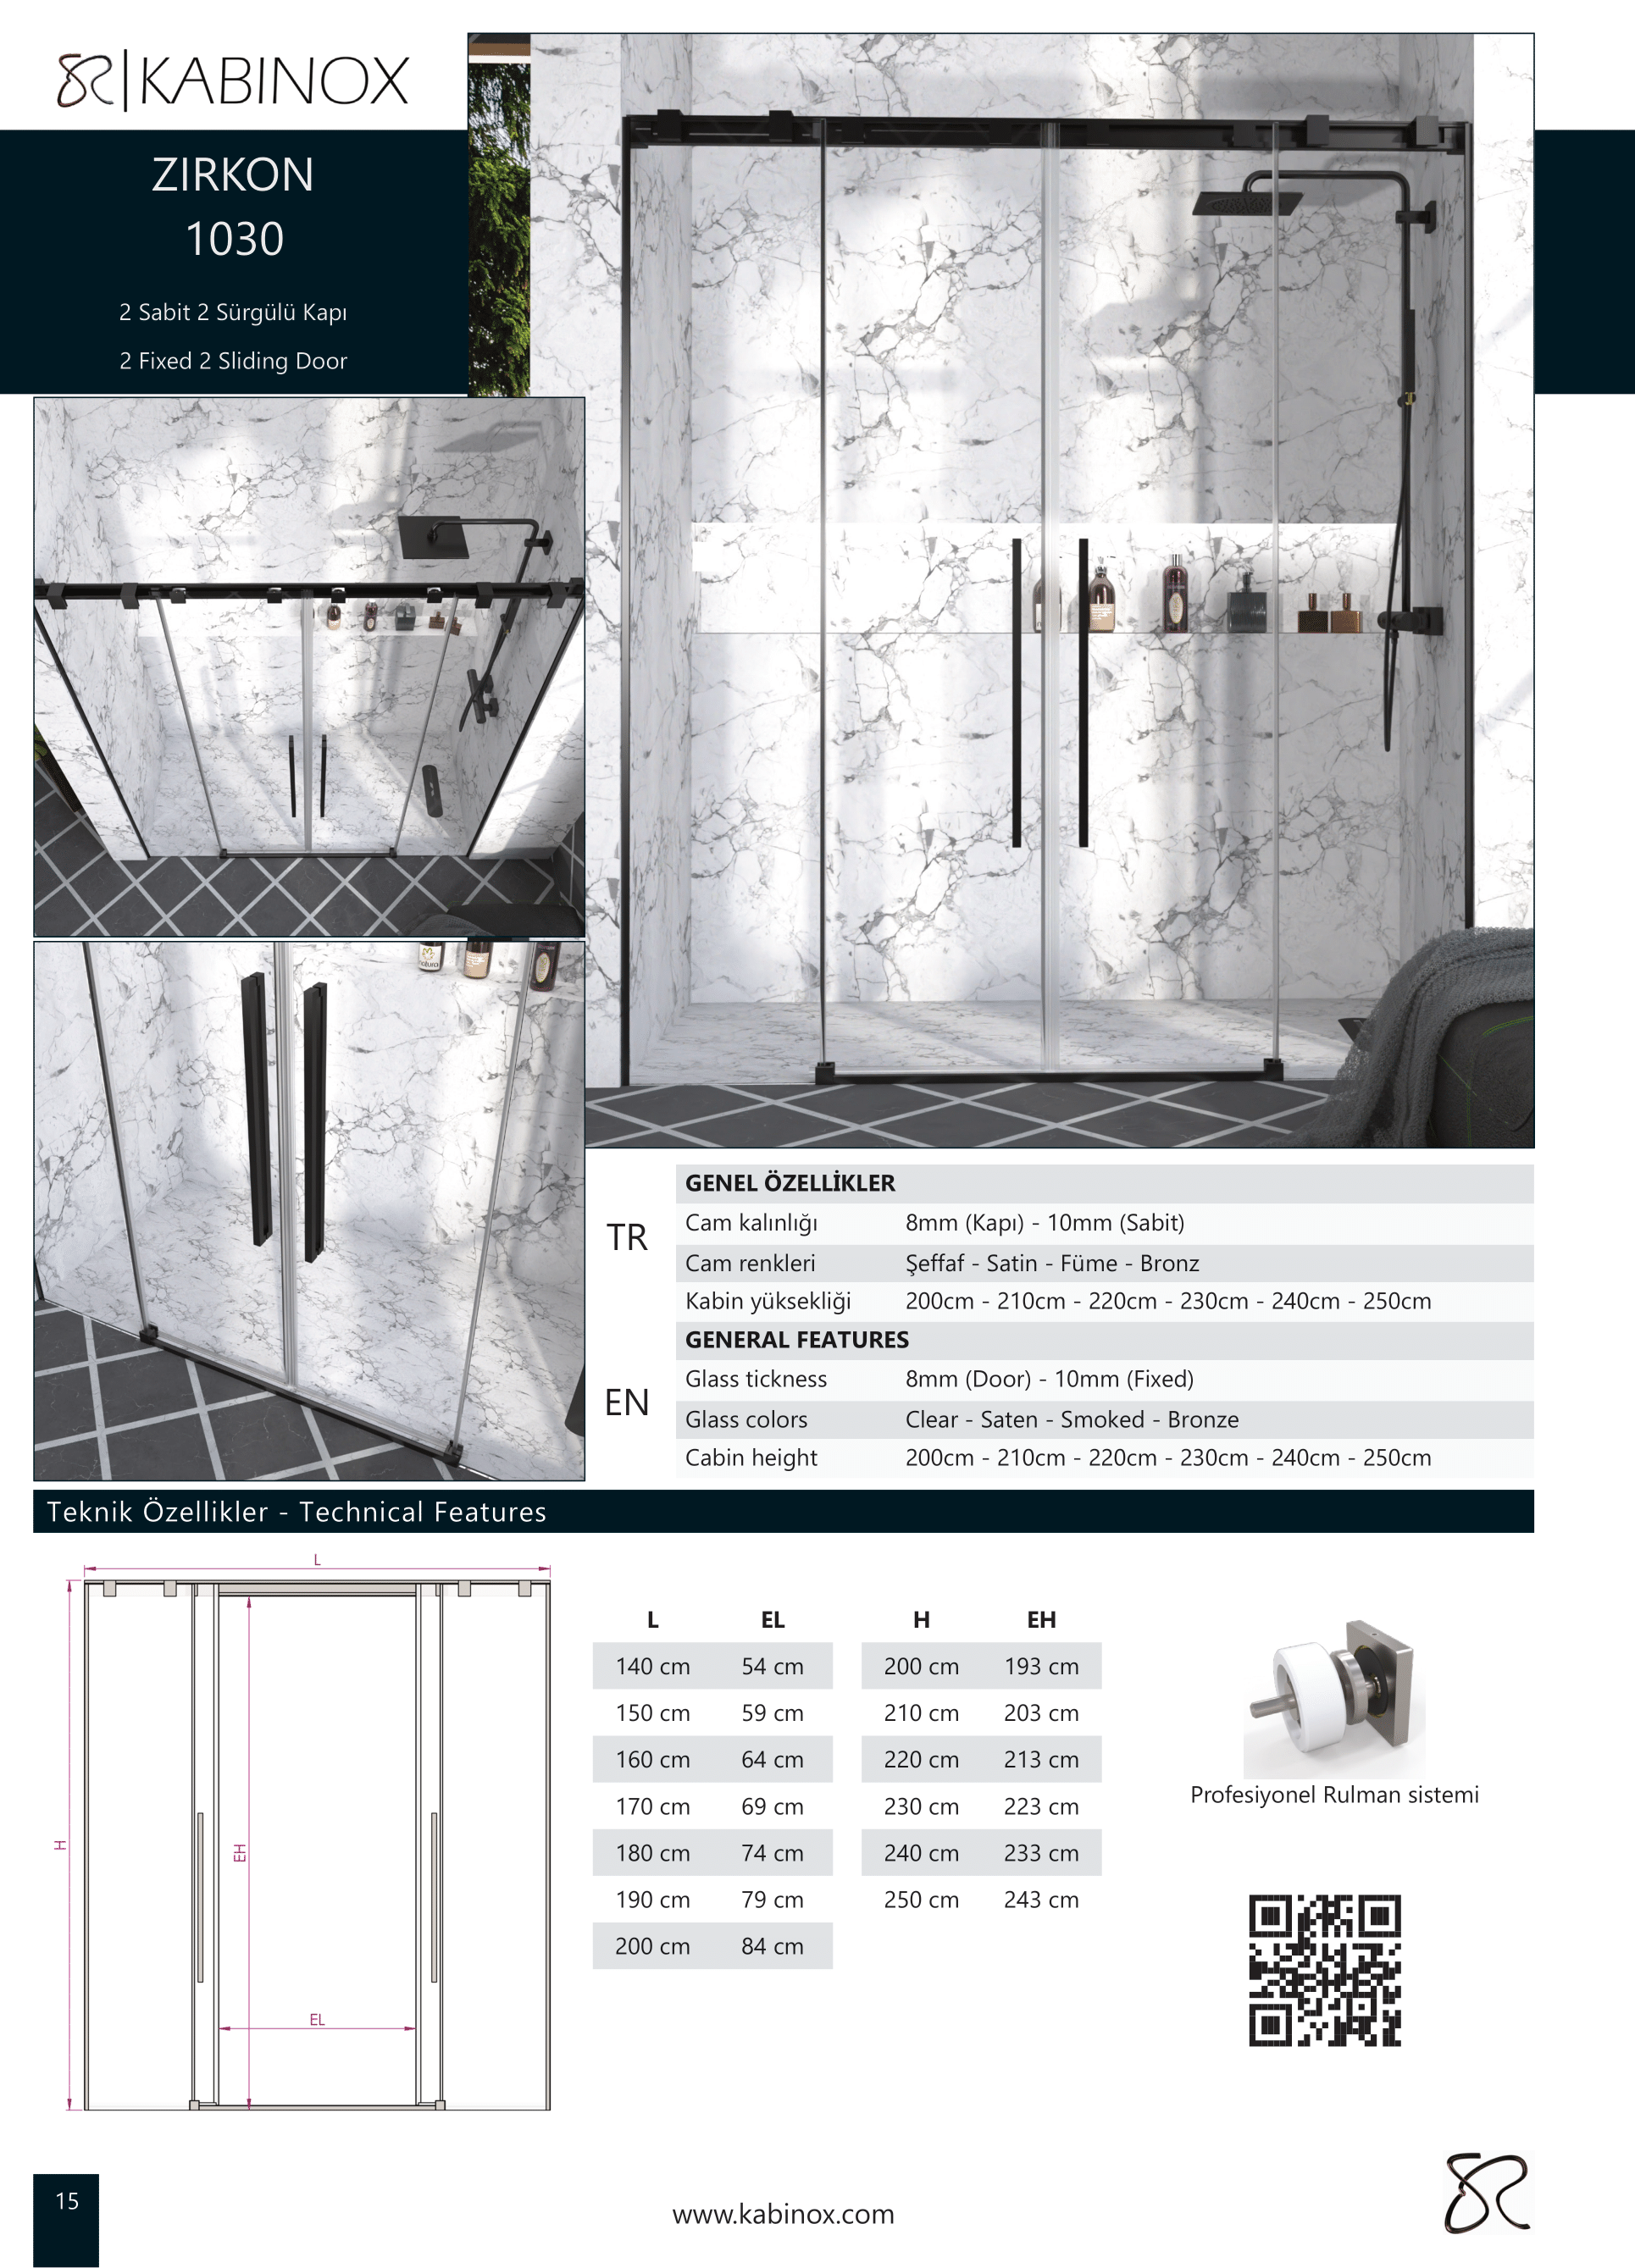 KABINOX
ZIRKON
1030
2 Sabit 2 Sürgülü Kapı
2 Fixed 2 Sliding Door
TR
GENEL ÖZELLİKLER
Cam kalınlığı 8mm (Kapı) - 10mm (Sabit)
Cam renkleri Şeffaf - Satin - Füme - Bronz
Kabin yüksekliği 200cm - 210cm - 220cm - 230cm - 240cm - 250cm
EN
GENERAL FEATURES
Glass tickness 8mm (Door) - 10mm (Fixed)
Glass colors Clear - Saten - Smoked - Bronze
Cabin height 200cm - 210cm - 220cm - 230cm - 240cm - 250cm
Teknik Özellikler - Technical Features
L
H
EH
EL
L EL H EH
140 cm 54 cm 200 cm 193 cm
150 cm 59 cm 210 cm 203 cm
160 cm 64 cm 220 cm 213 cm
170 cm 69 cm 230 cm 223 cm
180 cm 74 cm 240 cm 233 cm
190 cm 79 cm 250 cm 243 cm
200 cm 84 cm
Profesiyonel Rulman sistemi
15
www.kabinox.com